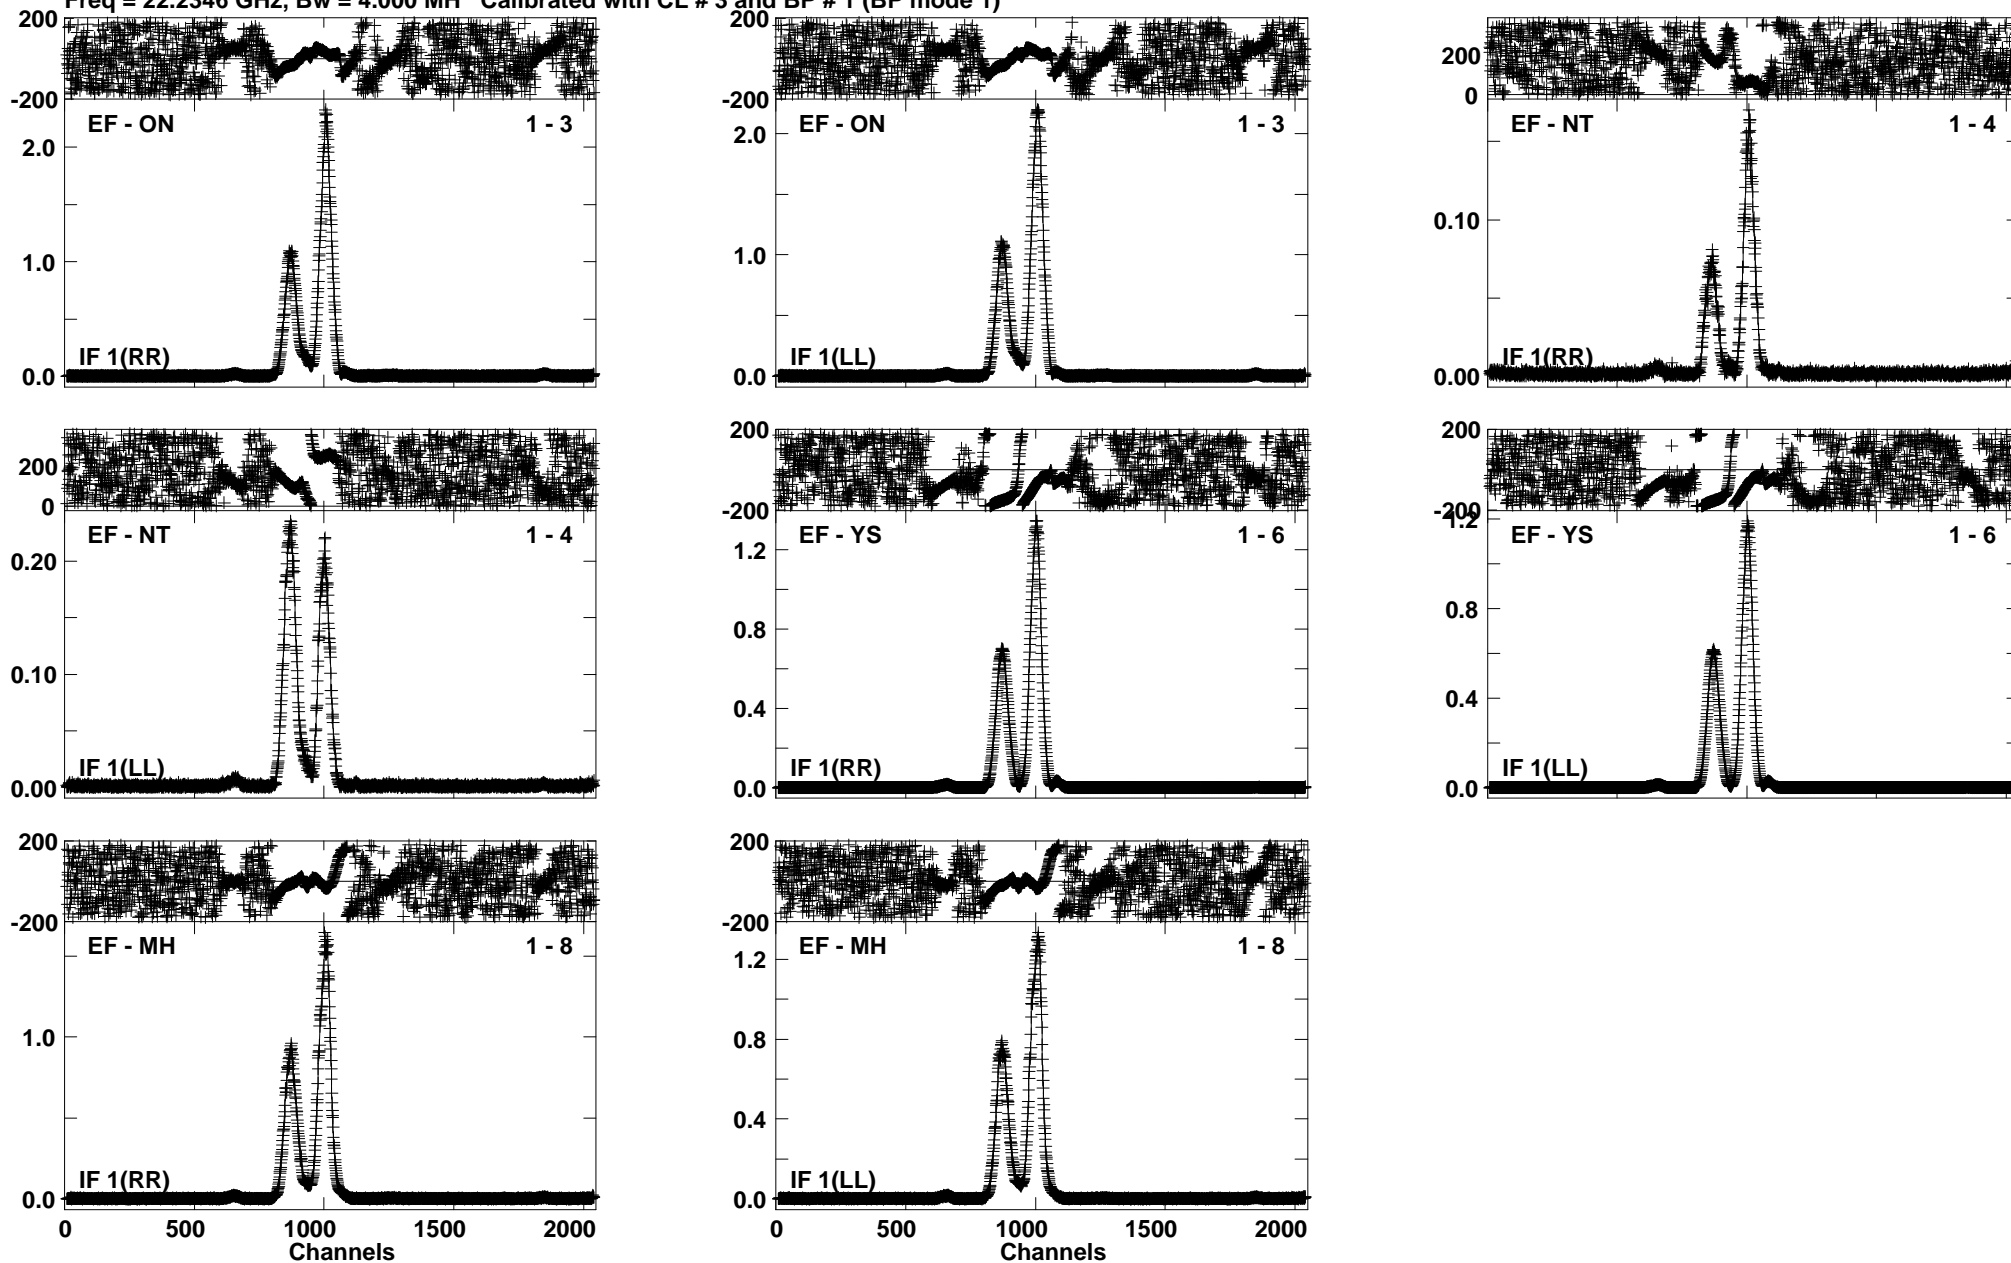 Freq = 22.2346 GHz, Bw = 4.000 MH Calibrated with CL # 3 and BP # 1 (BP mode 1)
200
-200
EF - ON
1 - 3
2.0
1.0
0.0
IF 1(RR)
200
-200
EF - ON
1 - 3
2.0
1.0
0.0
IF 1(LL)
200
0
EF - NT
1 - 4
0.10
0.00
IF 1(RR)
200
0
EF - NT
1 - 4
0.20
0.10
0.00
IF 1(LL)
200
-200
EF - YS
1 - 6
1.2
0.8
0.4
0.0
IF 1(RR)
200
-200
1.2
EF - YS
1 - 6
0.8
0.4
0.0
IF 1(LL)
200
-200
EF - MH
1 - 8
1.0
0.0
IF 1(RR)
0 500 1000 1500 2000
Channels
200
-200
EF - MH
1 - 8
1.2
0.8
0.4
0.0
IF 1(LL)
0 500 1000 1500 2000
Channels